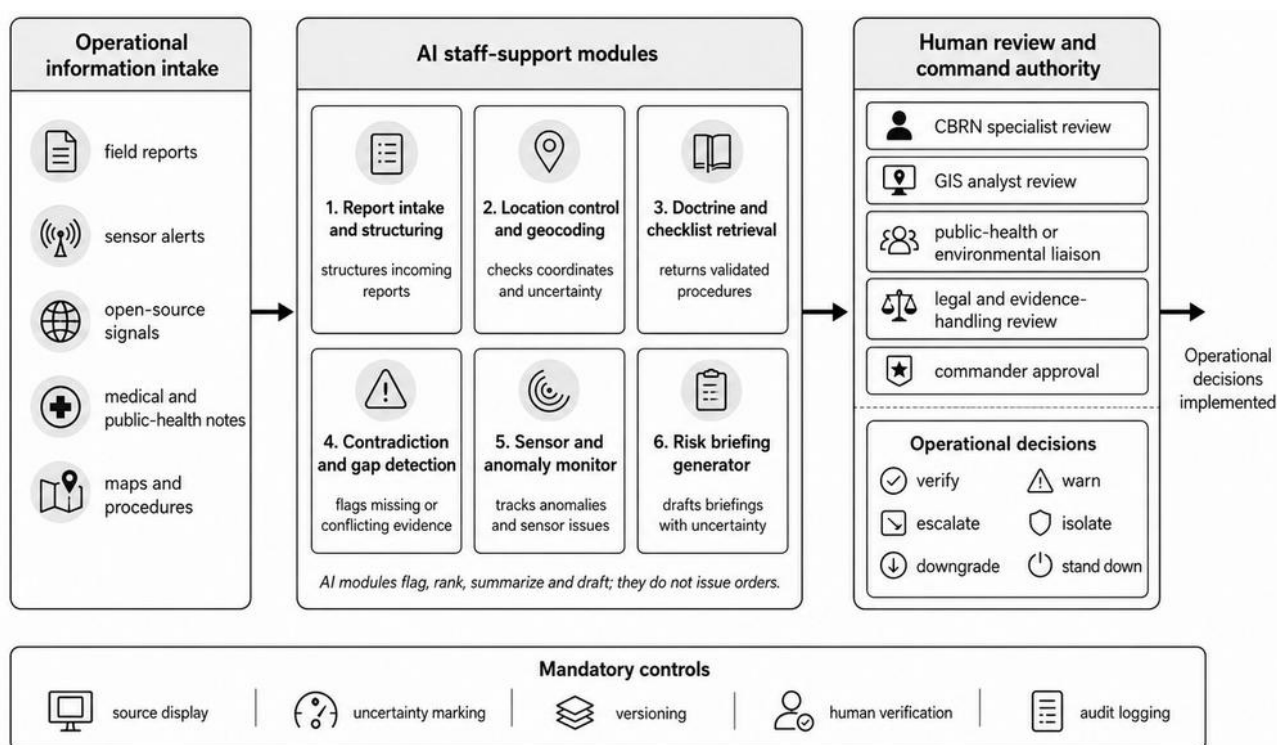 Operational
information intake
field reports
sensor alerts
open-source
signals
medical and
public-health notes
maps and
procedures
AI staff-support modules
1. Report intake
and structuring
structures incoming
reports
2. Location control
and geocoding
checks coordinates
and uncertainty
3. Doctrine and
checklist retrieval
returns validated
procedures
4. Contradiction
and gap detection
flags missing or
conflicting evidence
5. Sensor and
anomaly monitor
tracks anomalies
and sensor issues
6. Risk briefing
generator
drafts briefings
with uncertainty
AI modules flag, rank, summarize and draft; they do not issue orders.
Human review and
command authority
CBRN specialist review
GIS analyst review
public-health or
environmental liaison
legal and evidence-
handling review
commander approval
Operational decisions
verify
warn
escalate
isolate
downgrade
stand down
Operational
decisions
implemented
Mandatory controls
source display
uncertainty marking
versioning
human verification
audit logging